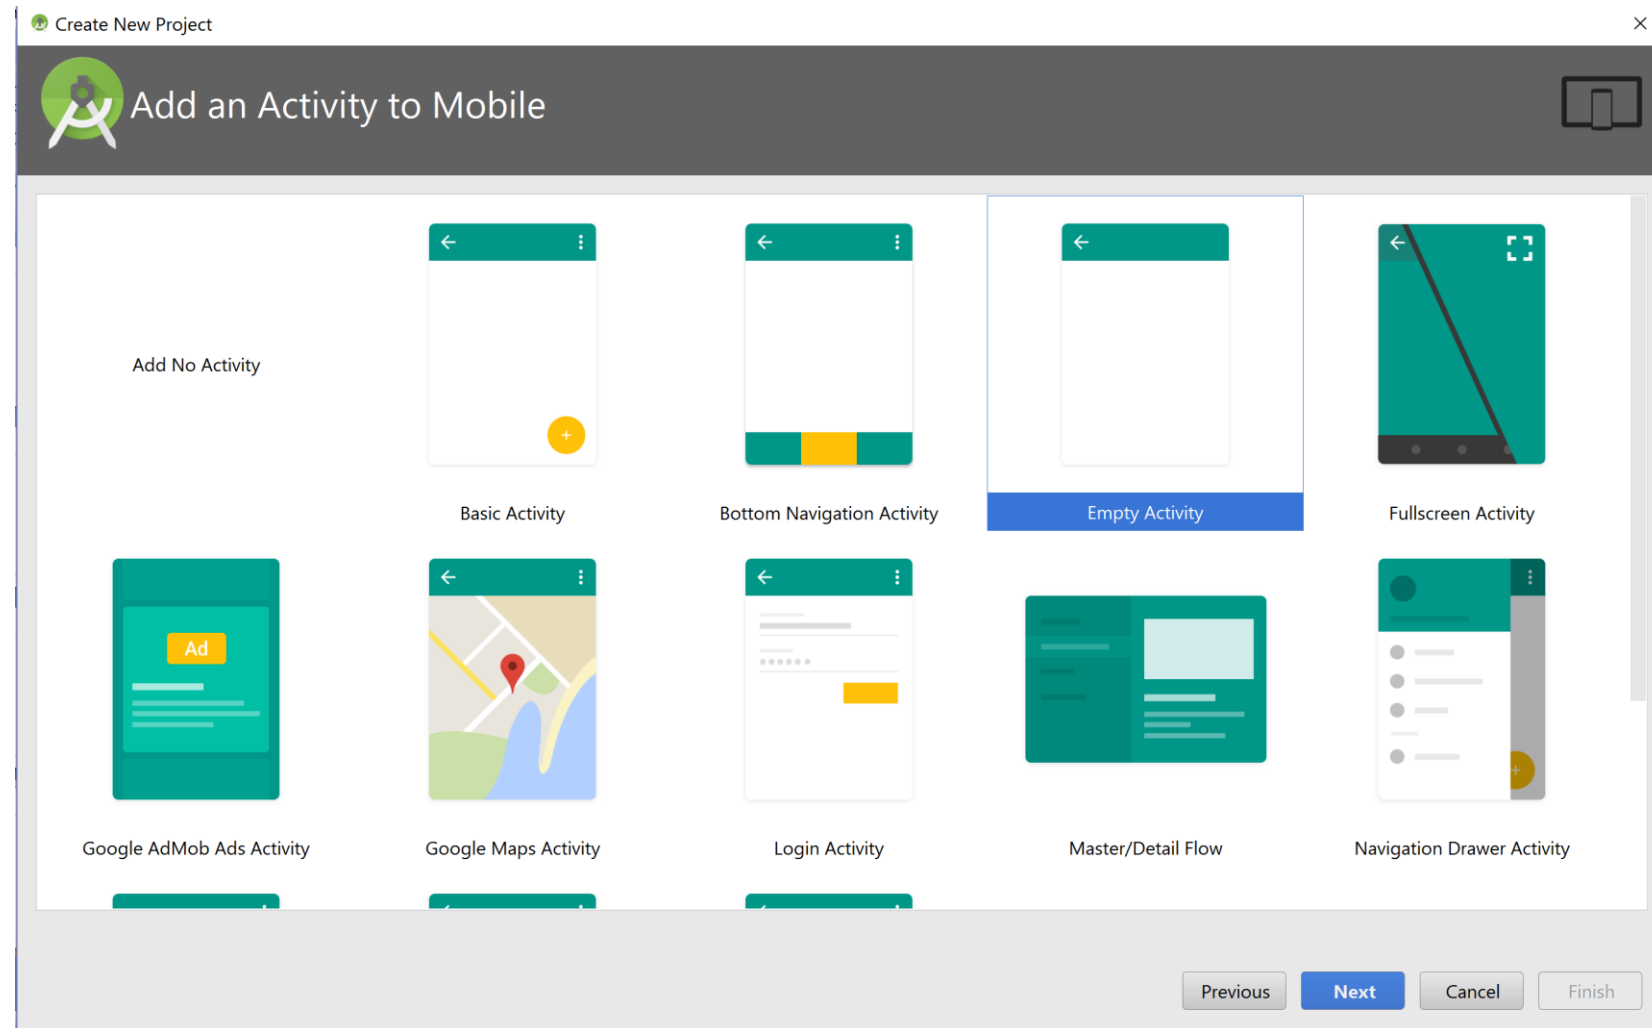 Create New Project
Add an Activity to Mobile
Add No Activity
Basic Activity
Bottom Navigation Activity
Empty Activity
Fullscreen Activity
Ad
Google AdMob Ads Activity
Google Maps Activity
Login Activity
Master/Detail Flow
Navigation Drawer Activity
Previous
Next
Cancel
Finish